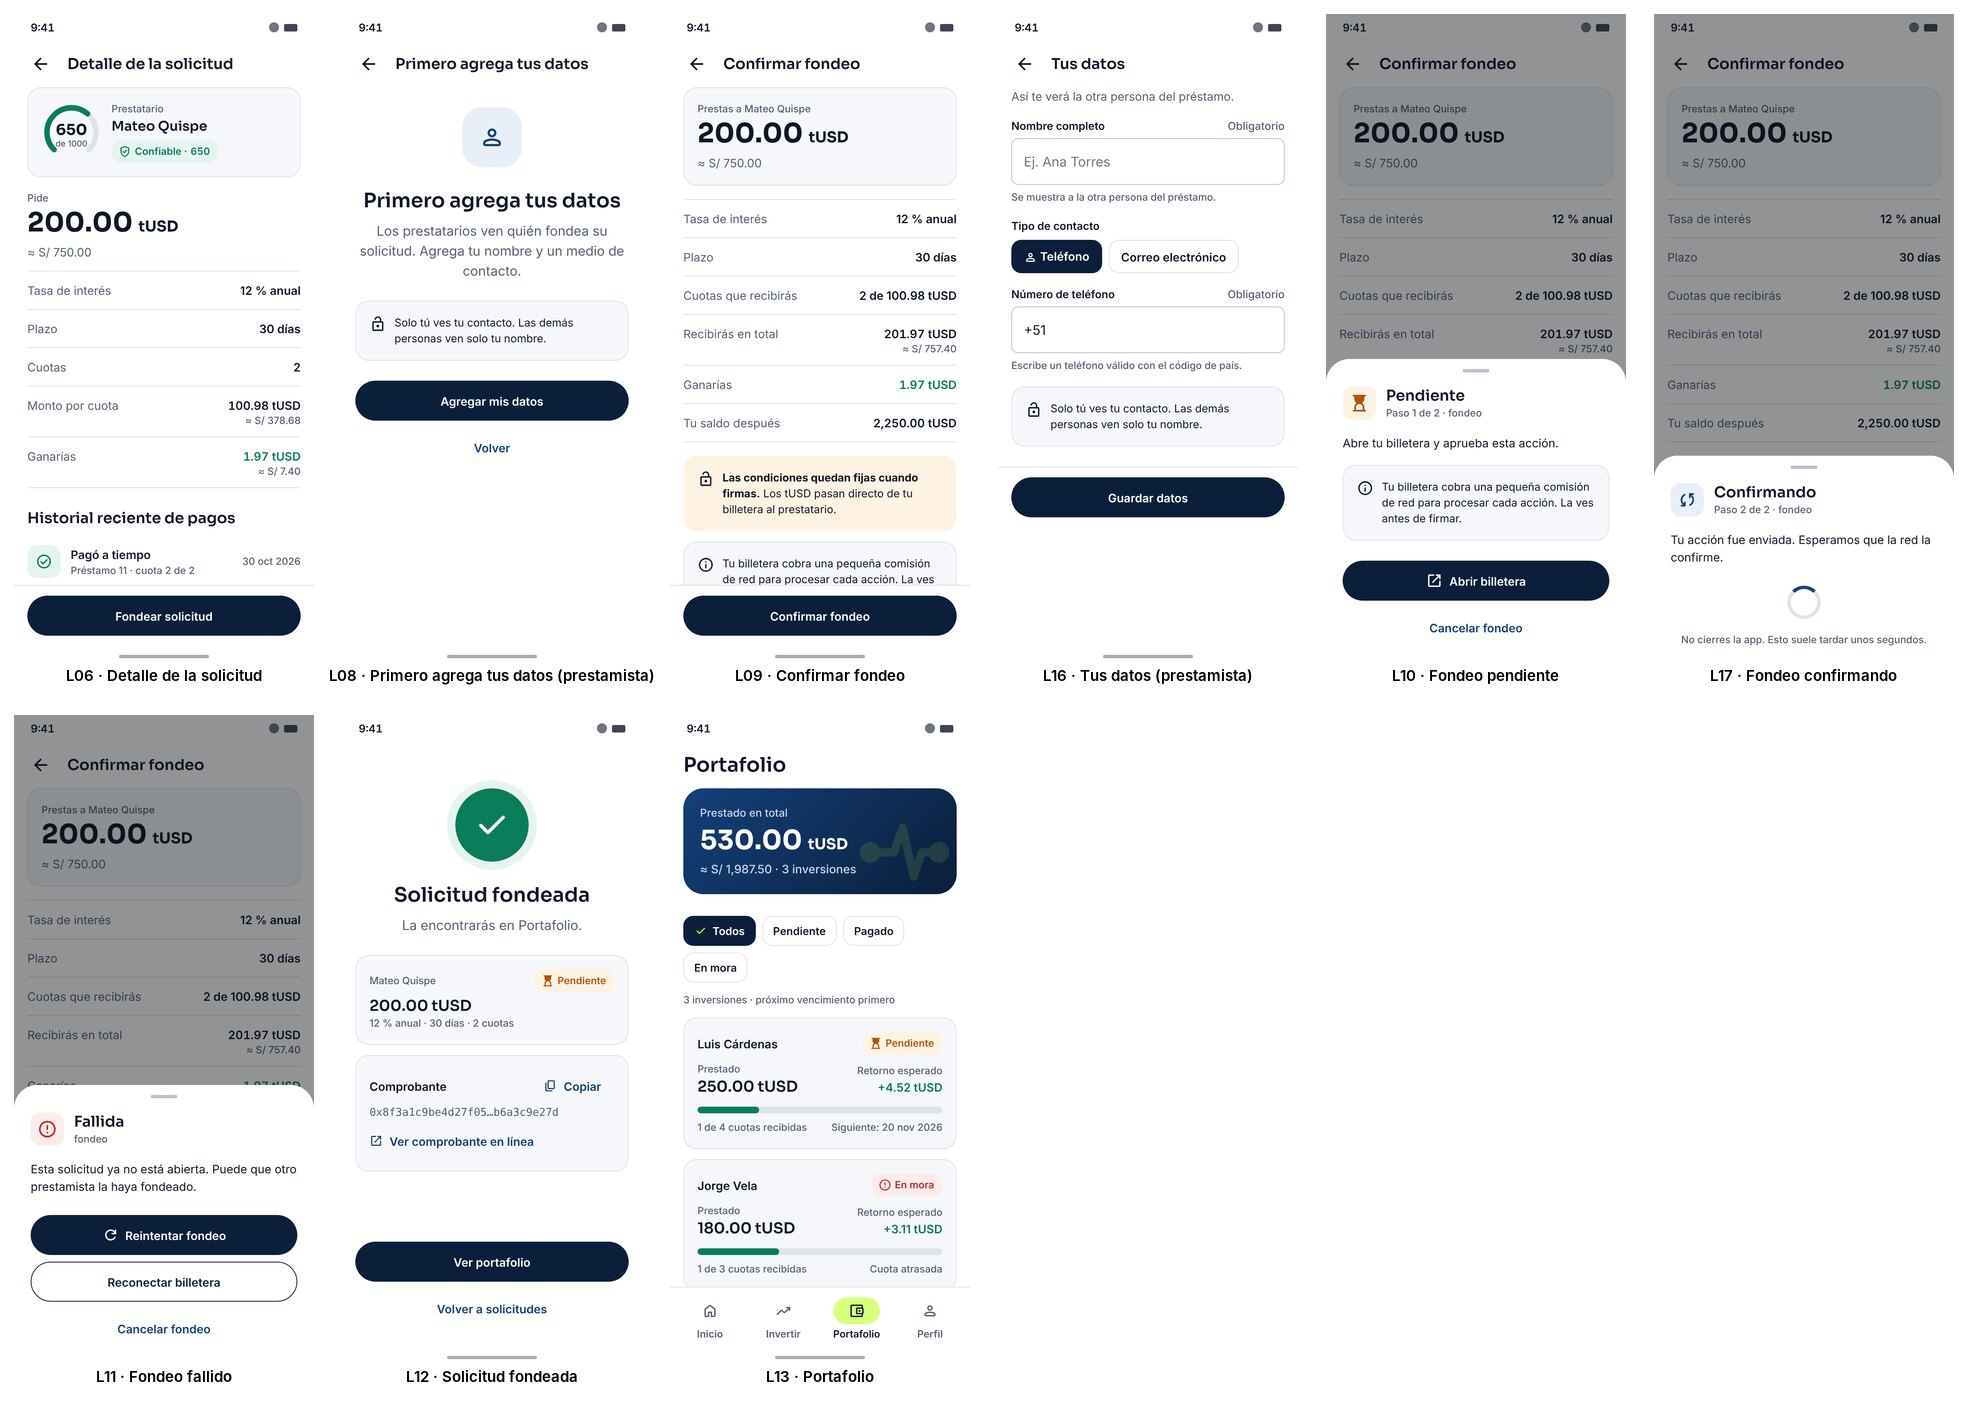 9:41
Detalle de la solicitud
650
de 1000
Prestatario
Mateo Quispe
Confiable · 650
Pide
200.00 tUSD
≈ S/ 750.00
Tasa de interés 12 % anual
Plazo 30 días
Cuotas 2
Monto por cuota 100.98 tUSD
≈ S/ 378.68
Ganarías 1.97 tUSD
≈ S/ 7.40
Historial reciente de pagos
Pagó a tiempo 30 oct 2026
Préstamo 11 · cuota 2 de 2
Fondear solicitud
L06 · Detalle de la solicitud
9:41
Primero agrega tus datos
Primero agrega tus datos
Los prestatarios ven quién fondea su
solicitud. Agrega tu nombre y un medio de
contacto.
Solo tú ves tu contacto. Las demás
personas ven solo tu nombre.
Agregar mis datos
Volver
L08 · Primero agrega tus datos (prestamista)
9:41
Confirmar fondeo
Prestas a Mateo Quispe
200.00 tUSD
≈ S/ 750.00
Tasa de interés 12 % anual
Plazo 30 días
Cuotas que recibirás 2 de 100.98 tUSD
Recibirás en total 201.97 tUSD
≈ S/ 757.40
Ganarías 1.97 tUSD
Tu saldo después 2,250.00 tUSD
Las condiciones quedan fijas cuando
firmas. Los tUSD pasan directo de tu
billetera al prestatario.
Tu billetera cobra una pequeña comisión
de red para procesar cada acción. La ves
Confirmar fondeo
L09 · Confirmar fondeo
9:41
Tus datos
Así te verá la otra persona del préstamo.
Nombre completo Obligatorio
Ej. Ana Torres
Se muestra a la otra persona del préstamo.
Tipo de contacto
Teléfono Correo electrónico
Número de teléfono Obligatorio
+51
Escribe un teléfono válido con el código de país.
Solo tú ves tu contacto. Las demás
personas ven solo tu nombre.
Guardar datos
L16 · Tus datos (prestamista)
9:41
Confirmar fondeo
Prestas a Mateo Quispe
200.00 tUSD
≈ S/ 750.00
Tasa de interés 12 % anual
Plazo 30 días
Cuotas que recibirás 2 de 100.98 tUSD
Recibirás en total 201.97 tUSD
≈ S/ 757.40
Pendiente
Paso 1 de 2 · fondeo
Abre tu billetera y aprueba esta acción.
Tu billetera cobra una pequeña comisión
de red para procesar cada acción. La ves
antes de firmar.
Abrir billetera
Cancelar fondeo
L10 · Fondeo pendiente
9:41
Confirmar fondeo
Prestas a Mateo Quispe
200.00 tUSD
≈ S/ 750.00
Tasa de interés 12 % anual
Plazo 30 días
Cuotas que recibirás 2 de 100.98 tUSD
Recibirás en total 201.97 tUSD
≈ S/ 757.40
Ganarías 1.97 tUSD
Tu saldo después 2,250.00 tUSD
Confirmando
Paso 2 de 2 · fondeo
Tu acción fue enviada. Esperamos que la red la
confirme.
No cierres la app. Esto suele tardar unos segundos.
L17 · Fondeo confirmando
9:41
Confirmar fondeo
Prestas a Mateo Quispe
200.00 tUSD
≈ S/ 750.00
Tasa de interés 12 % anual
Plazo 30 días
Cuotas que recibirás 2 de 100.98 tUSD
Recibirás en total 201.97 tUSD
≈ S/ 757.40
Ganarías 1.97 tUSD
Fallida
fondeo
Esta solicitud ya no está abierta. Puede que otro
prestamista la haya fondeado.
Reintentar fondeo
Reconectar billetera
Cancelar fondeo
L11 · Fondeo fallido
9:41
Solicitud fondeada
La encontrarás en Portafolio.
Mateo Quispe Pendiente
200.00 tUSD
12 % anual · 30 días · 2 cuotas
Comprobante Copiar
0x8f3a1c9be4d27f05…b6a3c9e27d
Ver comprobante en línea
Ver portafolio
Volver a solicitudes
L12 · Solicitud fondeada
9:41
Portafolio
Prestado en total
530.00 tUSD
≈ S/ 1,987.50 · 3 inversiones
Todos Pendiente Pagado
En mora
3 inversiones · próximo vencimiento primero
Luis Cárdenas Pendiente
Prestado Retorno esperado
250.00 tUSD +4.52 tUSD
1 de 4 cuotas recibidas Siguiente: 20 nov 2026
Jorge Vela En mora
Prestado Retorno esperado
180.00 tUSD +3.11 tUSD
1 de 3 cuotas recibidas Cuota atrasada
Inicio Invertir Portafolio Perfil
L13 · Portafolio